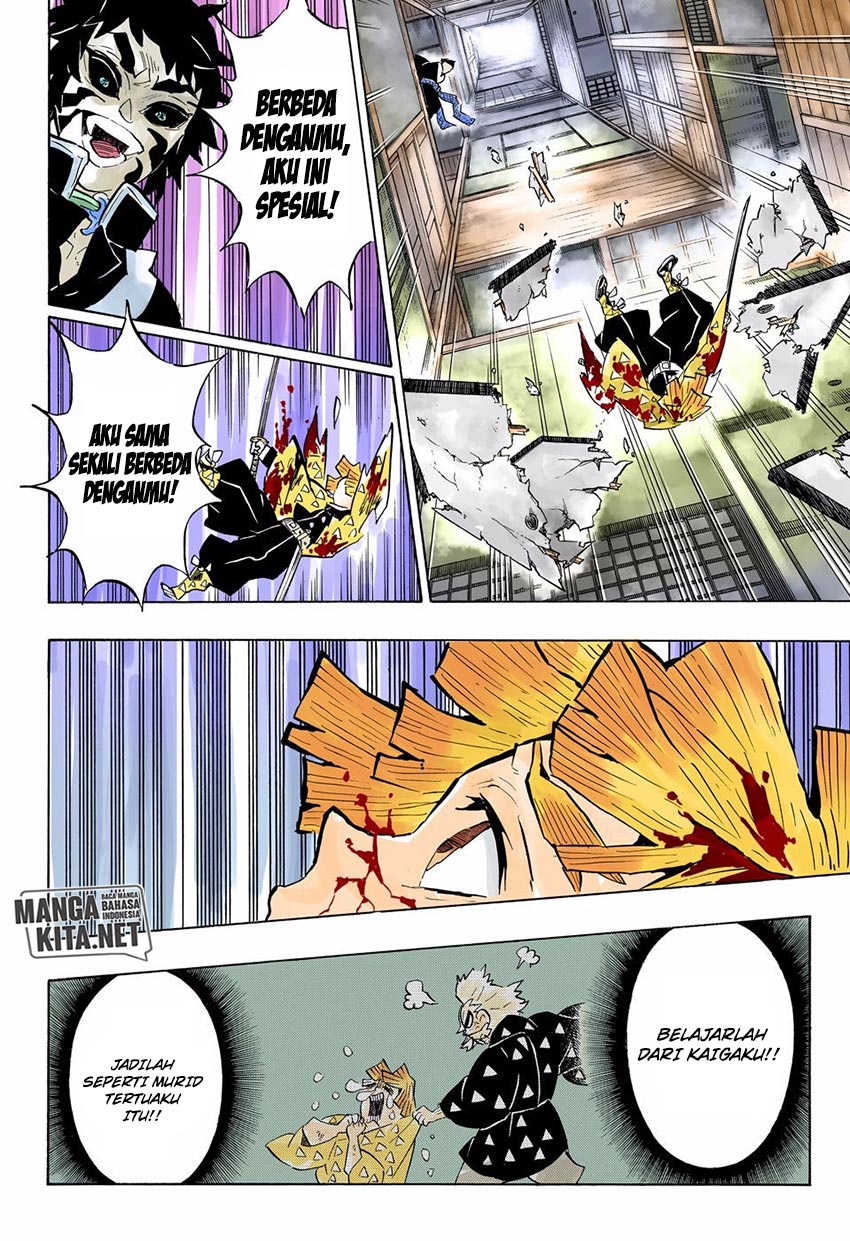 BERBEDA
DENGANMU,
AKU INI
SPESIAL!
AKU SAMA
SEKALI BERBEDA
DENGANMU!
MANGA
KITA.NET
BACA MANGA
BAHASA
INDONESIA
BELAJARLAH
DARI KAIGAKU!!
JADILAH
SEPERTI MURID
TERTUAKU
ITU!!